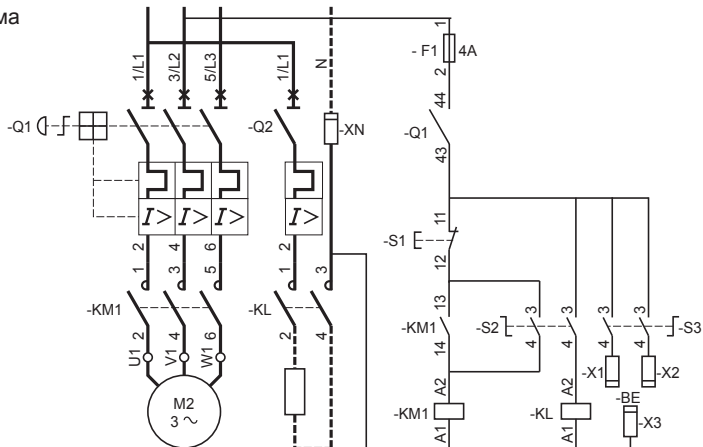 ма
1/L1
3/L2
5/L3
1/L1
N
1
- F1 4A
2
44
-Q1
-Q2
-XN
-Q1
43
I> I> I> I>
11
-S1
12
2 4 6 2
1 3 5 1 3
13 3 3 3 3
-KM1
-KL
-KM1
-S2
-S3
2 4 6 2 4
14 4 4 4 4
U1 V1 W1
-X1
-X2
A2 A2
M2
3 ~
-BE
-KM1
-KL
-X3
A1 A1